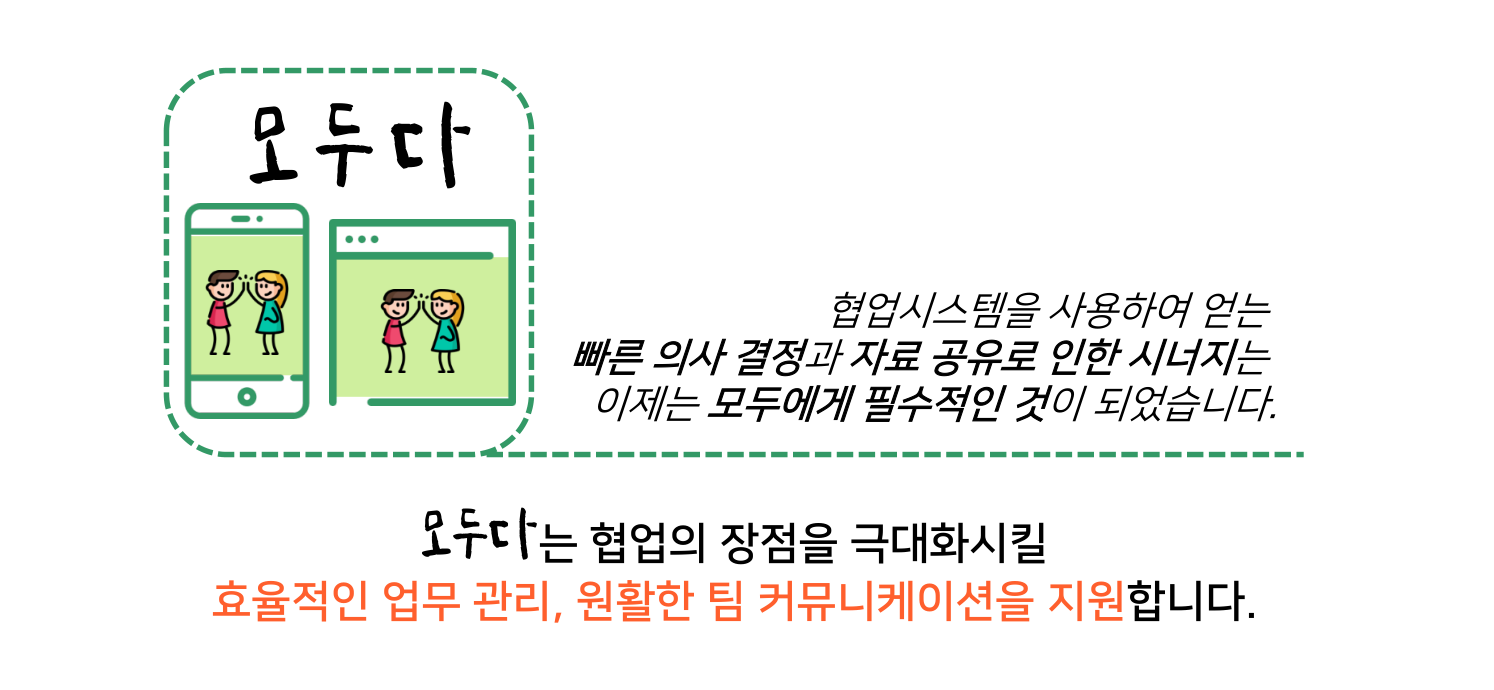 모두다
협업시스템을 사용하여 얻는
빠른 의사 결정과 자료 공유로 인한 시너지는
이제는 모두에게 필수적인 것이 되었습니다.
모두다는 협업의 장점을 극대화시킬
효율적인 업무 관리, 원활한 팀 커뮤니케이션을 지원합니다.